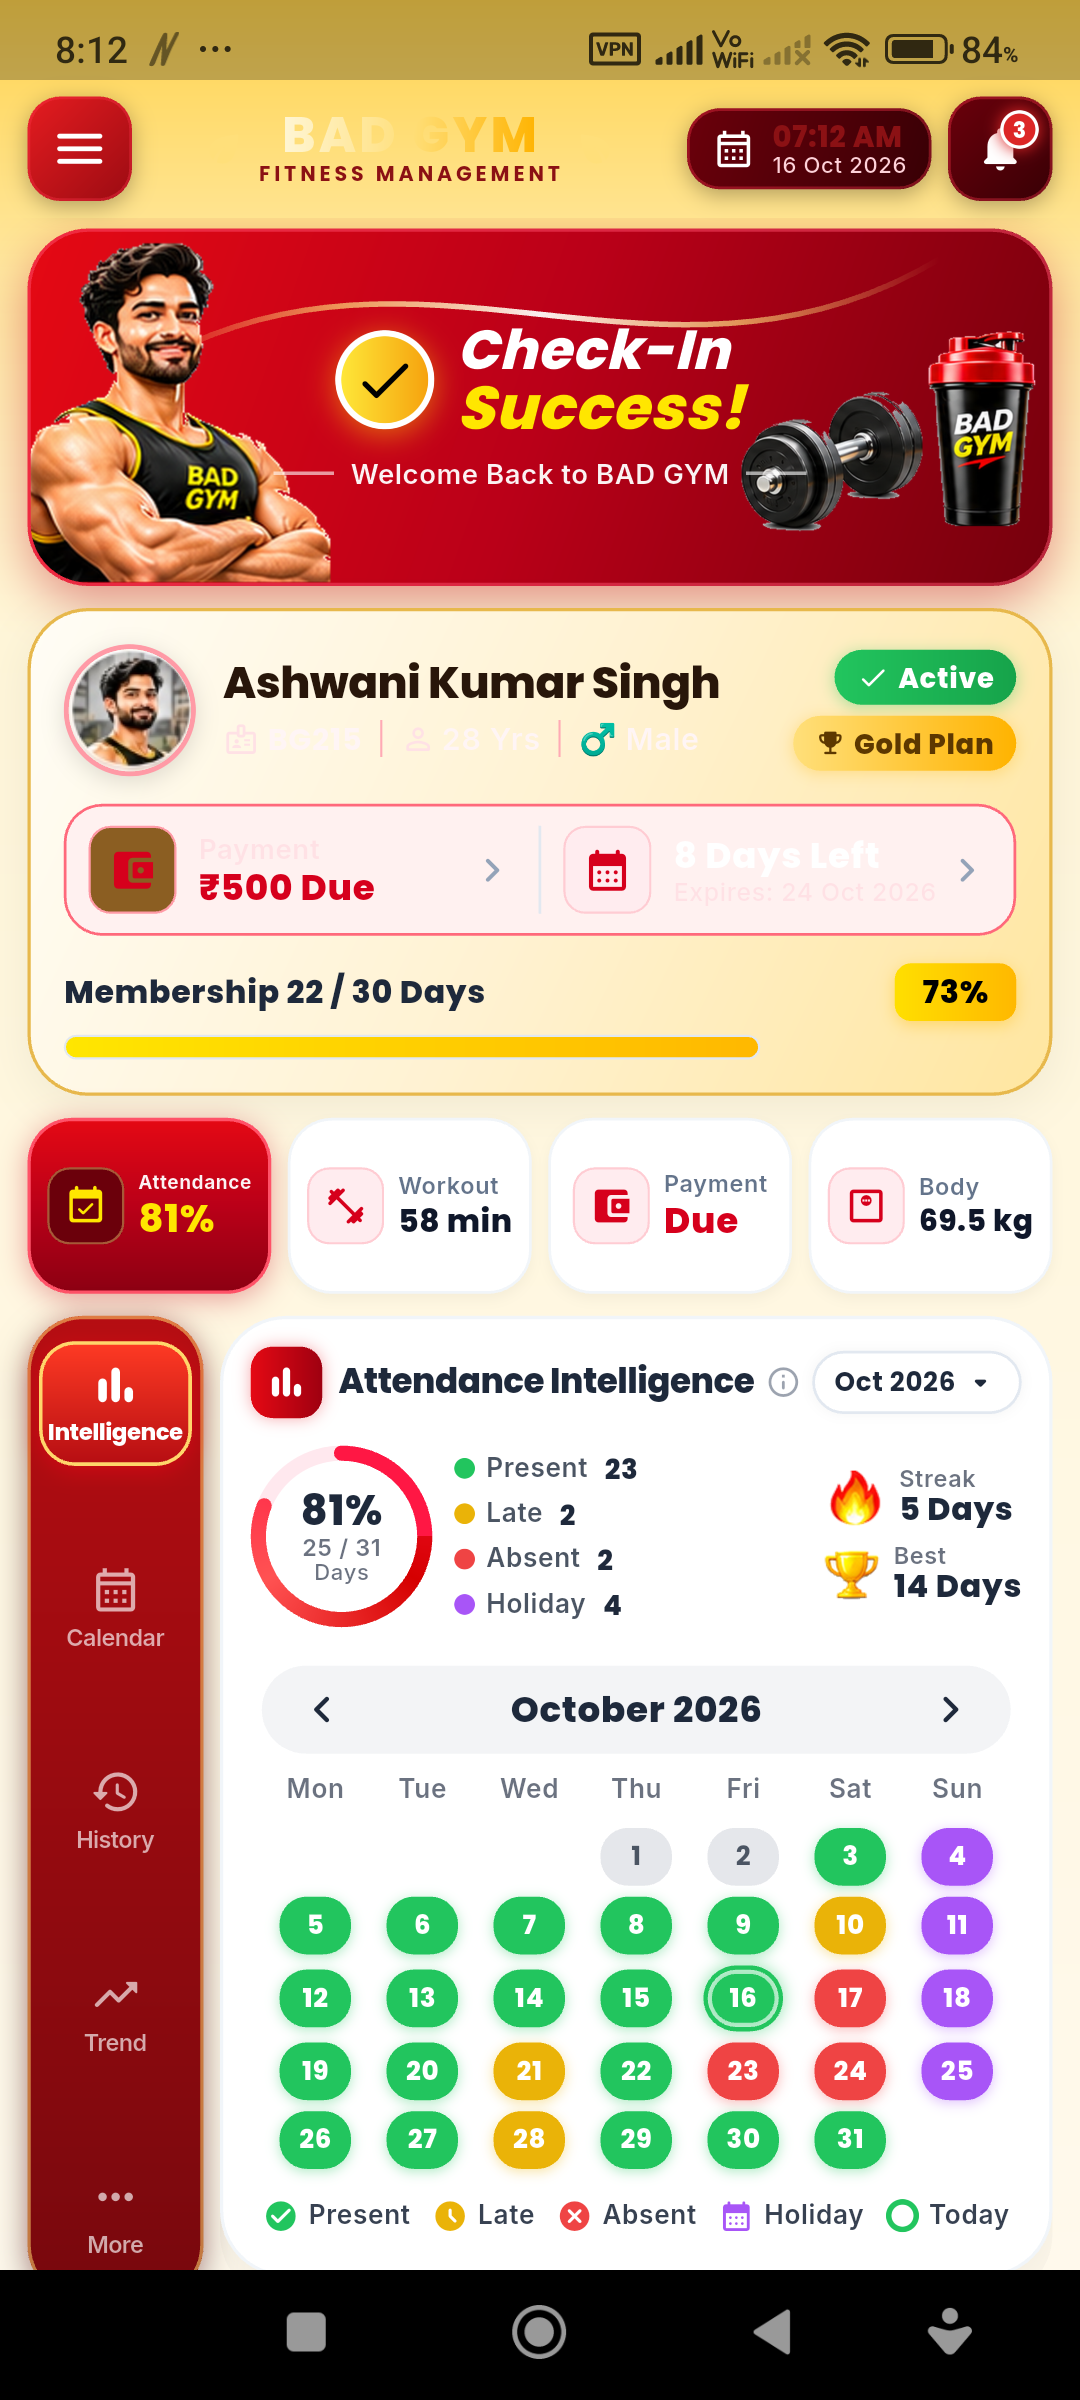 8:12
VPN
Vo
WiFi
84%
BAD GYM
FITNESS MANAGEMENT
07:12 AM
16 Oct 2026
3
Check-In
Success!
Welcome Back to BAD GYM
BAD
GYM
BAD
GYM
Ashwani Kumar Singh
28 Yrs
Male
Active
Gold Plan
Payment
₹500 Due
8 Days Left
Expires: 24 Oct 2026
Membership 22 / 30 Days
73%
Attendance
81%
Workout
58 min
Payment
Due
Body
69.5 kg
Intelligence
Calendar
History
Trend
More
Attendance Intelligence
Oct 2026
81%
25 / 31
Days
Present 23
Late 2
Absent 2
Holiday 4
Streak
5 Days
Best
14 Days
October 2026
Mon Tue Wed Thu Fri Sat Sun
1 2 3 4
5 6 7 8 9 10 11
12 13 14 15 16 17 18
19 20 21 22 23 24 25
26 27 28 29 30 31
Present Late Absent Holiday Today